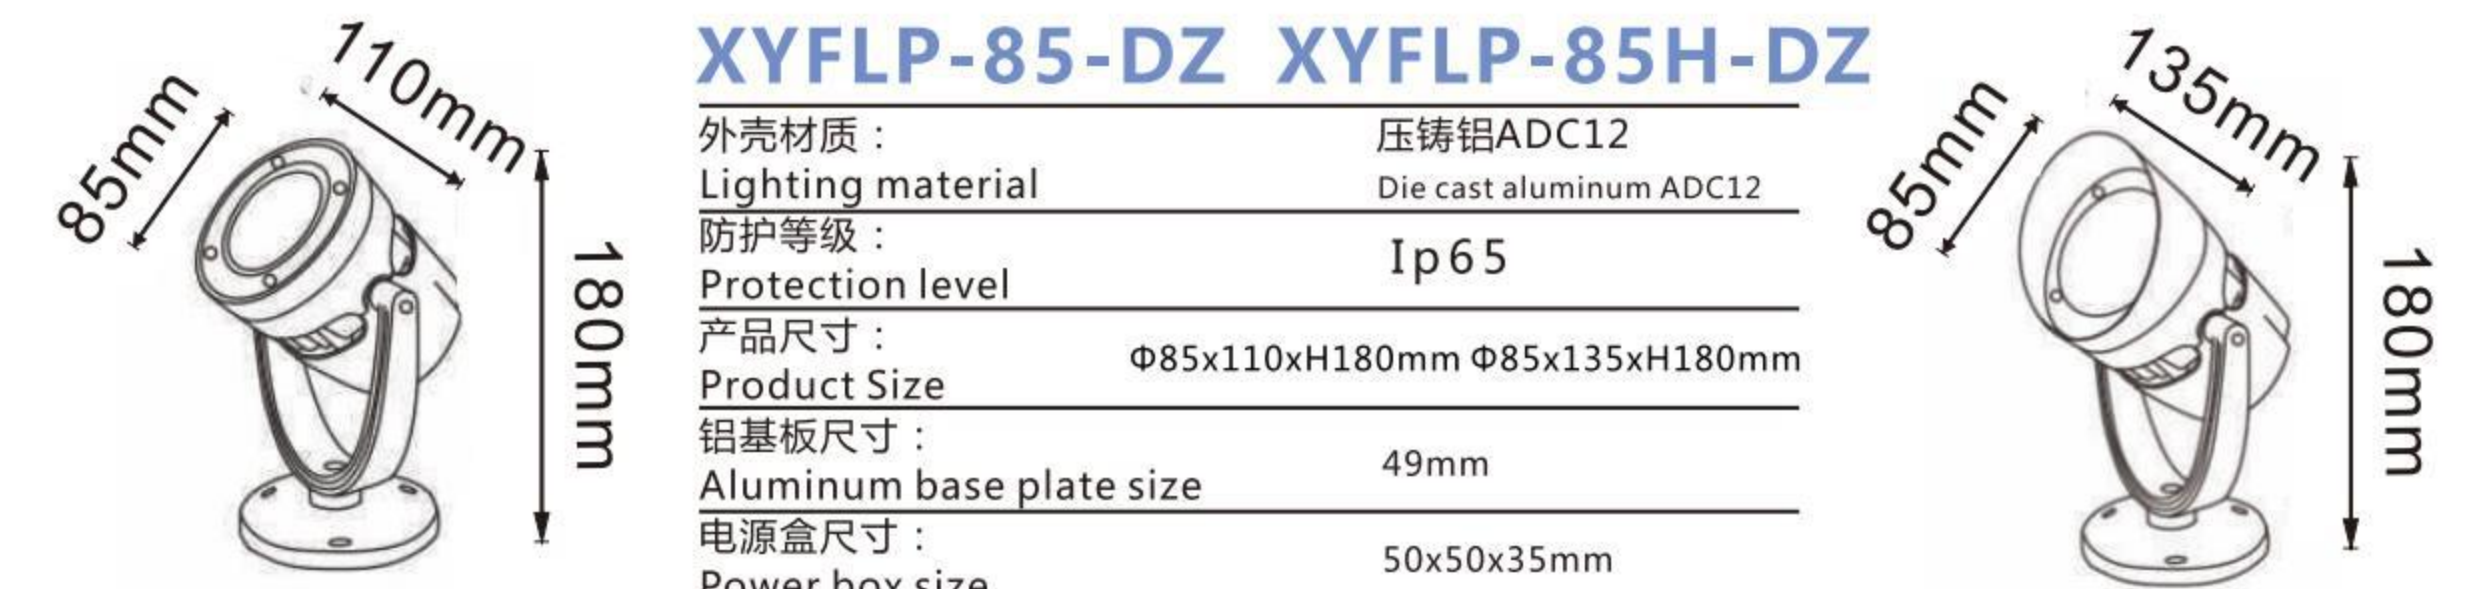 110mm
85mm
180mm
XYFLP-85-DZ XYFLP-85H-DZ
外壳材质：
压铸铝ADC12
Lighting material
Die cast aluminum ADC12
防护等级：
Ip65
Protection level
产品尺寸：
Φ85x110xH180mm Φ85x135xH180mm
Product Size
铝基板尺寸：
49mm
Aluminum base plate size
电源盒尺寸：
50x50x35mm
Power box size
135mm
85mm
180mm